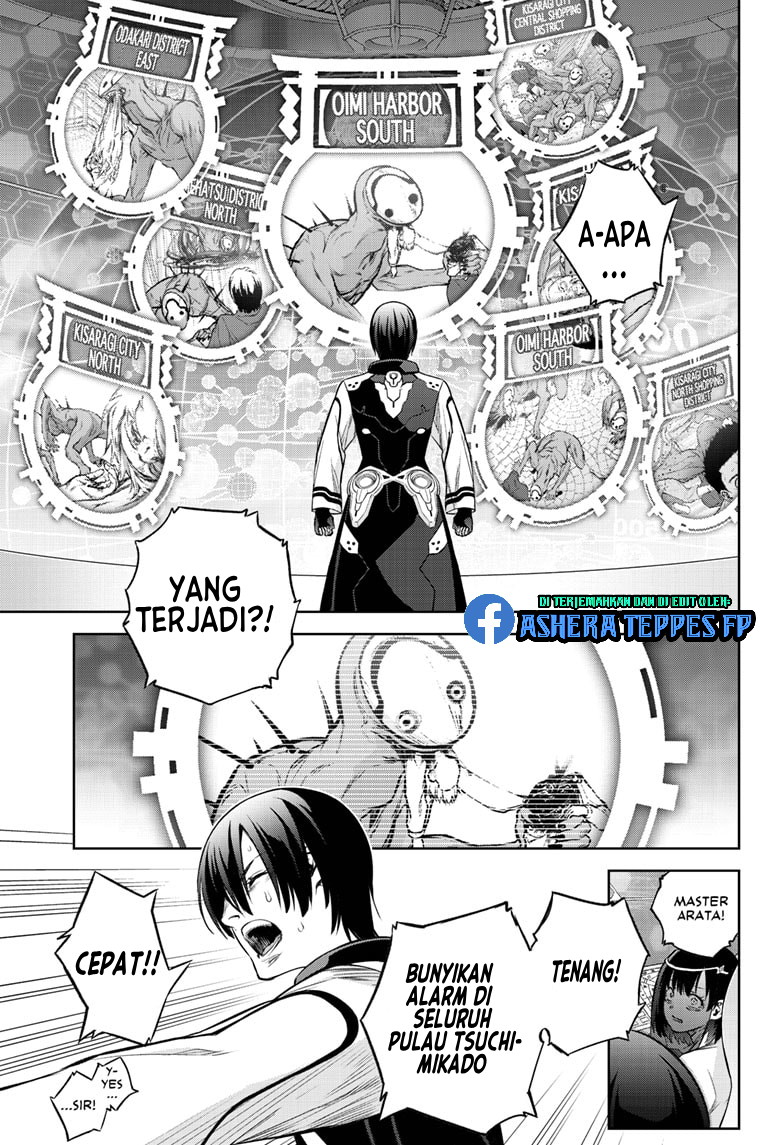 KISARAGI CITY
CENTRAL SHOPPING
DISTRICT
ODAKARI DISTRICT
EAST
OIMI HARBOR
SOUTH
NORTH
A-APA
...
KISARAGI CITY
NORTH
OIMI HARBOR
SOUTH
KISARAGI CITY
NORTH SHOPPING
DISTRICT
YANG
TERJADI?!
DI TERJEMAHKAN DAN DI EDIT OLEH:
ASHERA TEPPES FP
MASTER
ARATA!
TENANG!
BUNYIKAN
ALARM DI
SELURUH
PULAU TSUCHI-
MIKADO
CEPAT!!
Y-
YES
...SIR!